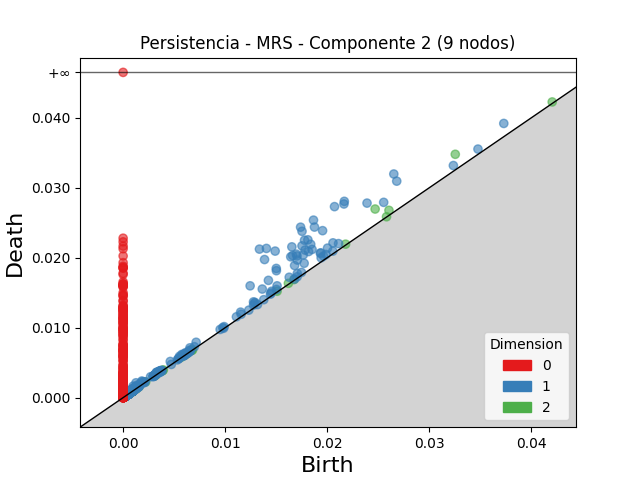 Persistencia - MRS - Componente 2 (9 nodos)
+∞
0.040
0.030
0.020
0.010
0.000
Death
Dimension
0
1
2
0.00 0.01 0.02 0.03 0.04
Birth